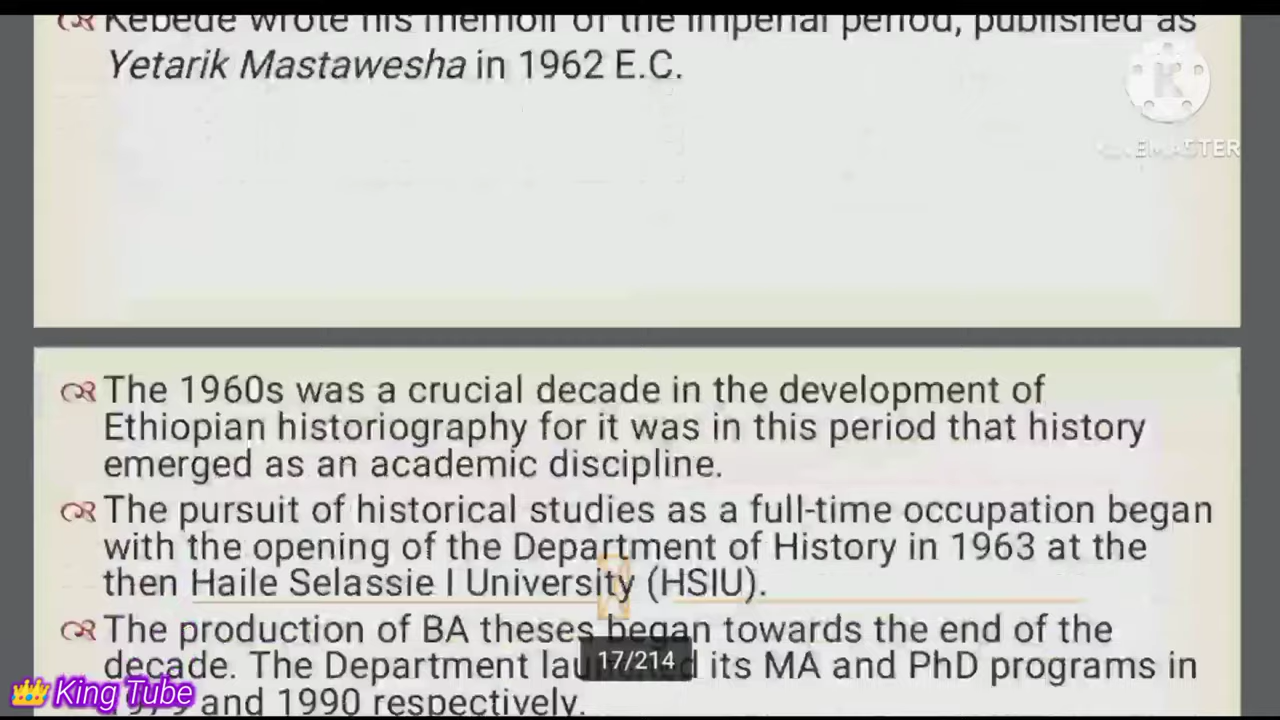 Kebede wrote his memoir of the imperial period, published as
Yetarik Mastawesha in 1962 E.C.
KINEMASTER
The 1960s was a crucial decade in the development of
Ethiopian historiography for it was in this period that history
emerged as an academic discipline.
The pursuit of historical studies as a full-time occupation began
with the opening of the Department of History in 1963 at the
then Haile Selassie I University (HSIU).
The production of BA theses began towards the end of the
decade. The Department launched its MA and PhD programs in
17/214
1979 and 1990 respectively.
King Tube